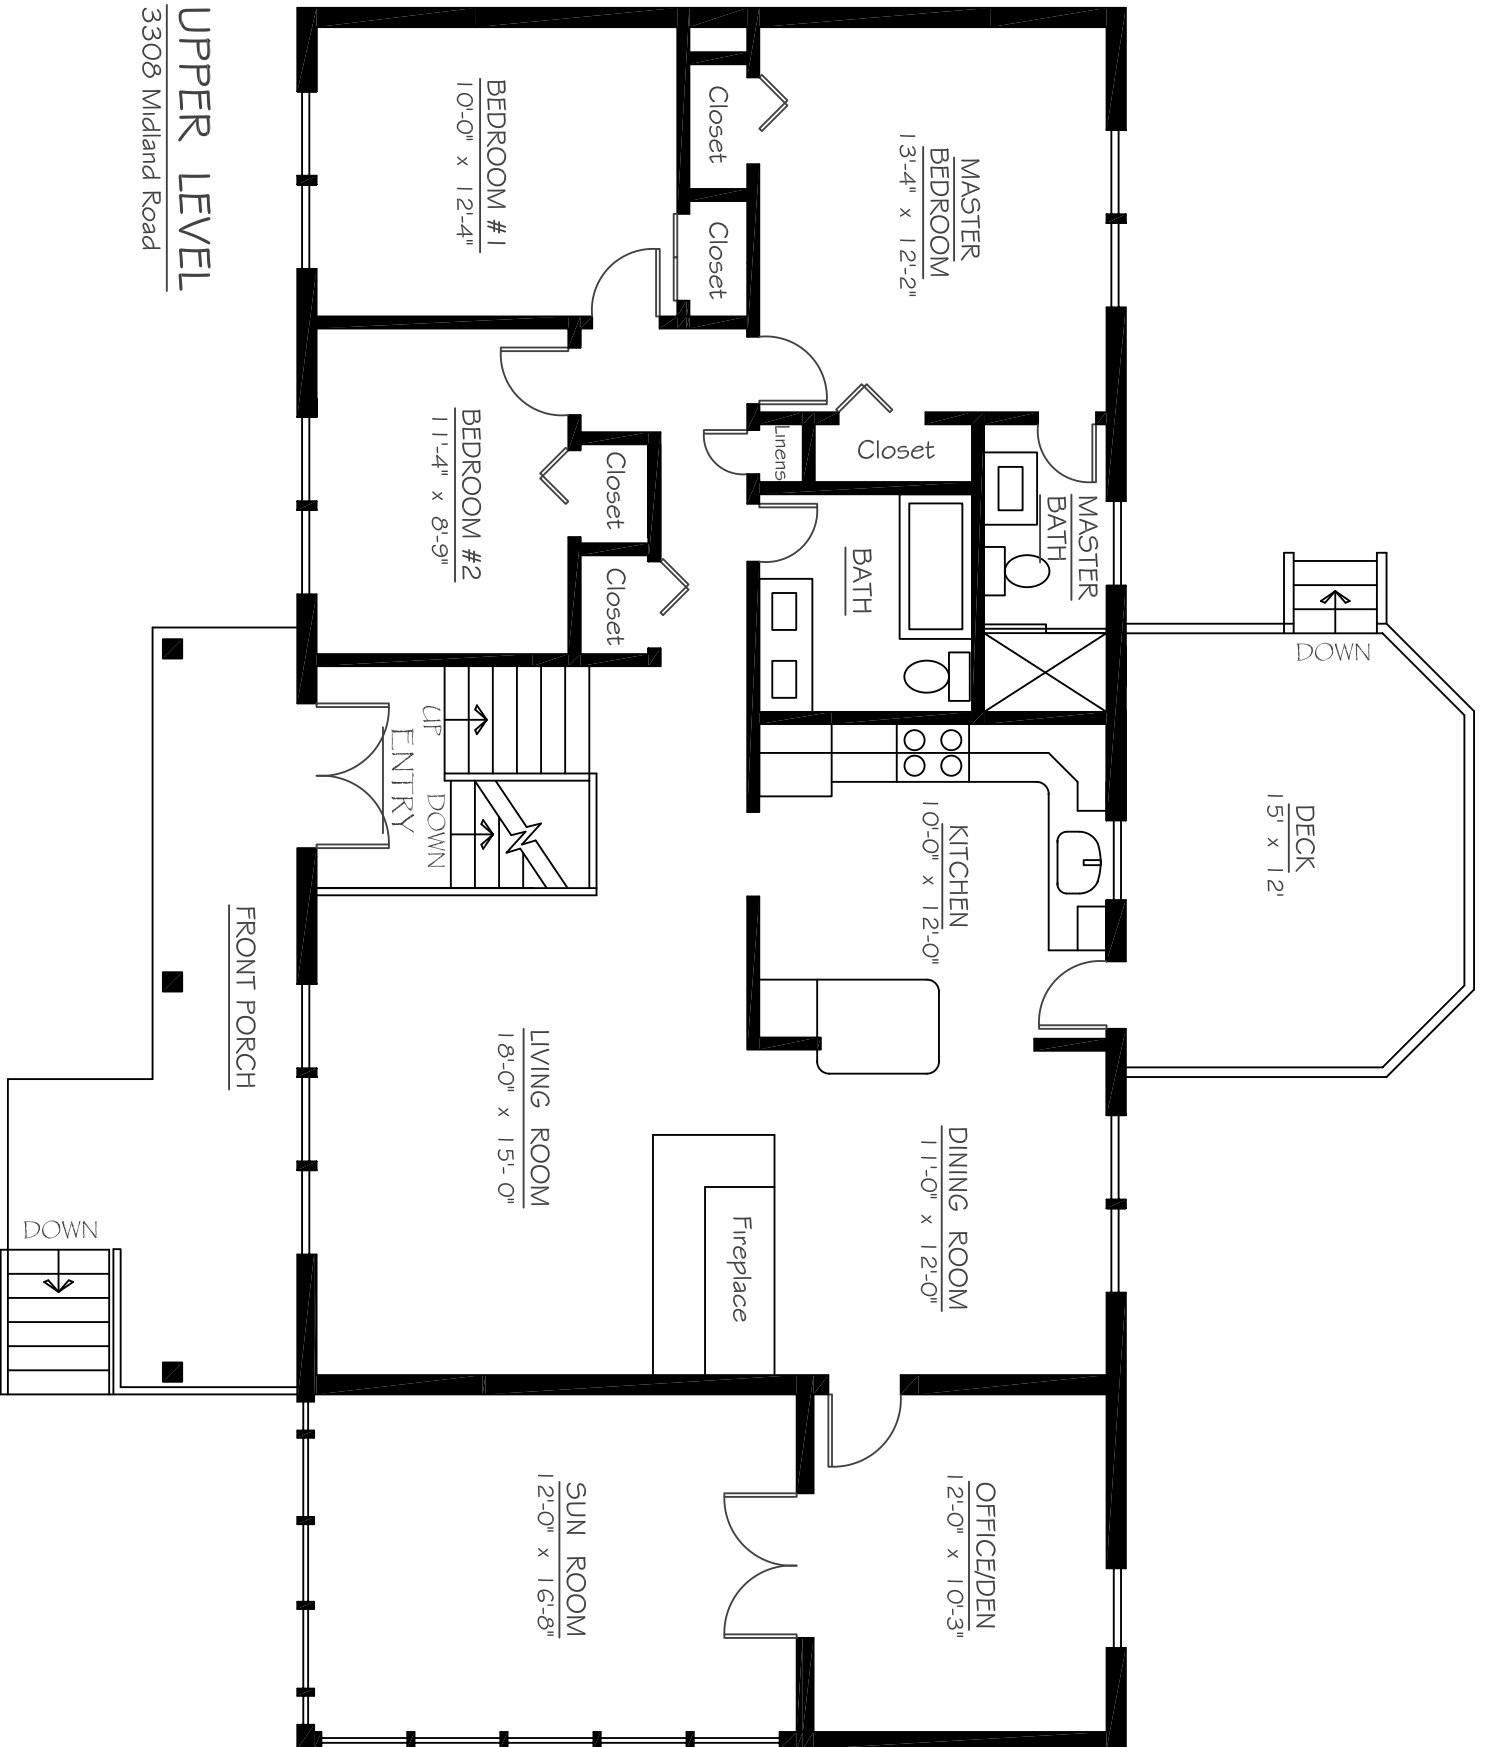 DECK
15' x 12'
DOWN
MASTER
BEDROOM
13'-4" x 12'-2"
MASTER
BATH
KITCHEN
10'-0" x 12'-0"
DINING ROOM
11'-0" x 12'-0"
OFFICE/DEN
12'-0" x 10'-3"
Closet
Linens
BATH
Closet
Closet
Fireplace
BEDROOM #1
10'-0" x 12'-4"
BEDROOM #2
11'-4" x 8'-9"
Closet
Closet
UP
DOWN
ENTRY
LIVING ROOM
18'-0" x 15'-0"
SUN ROOM
12'-0" x 16'-8"
FRONT PORCH
DOWN
UPPER LEVEL
3308 Midland Road